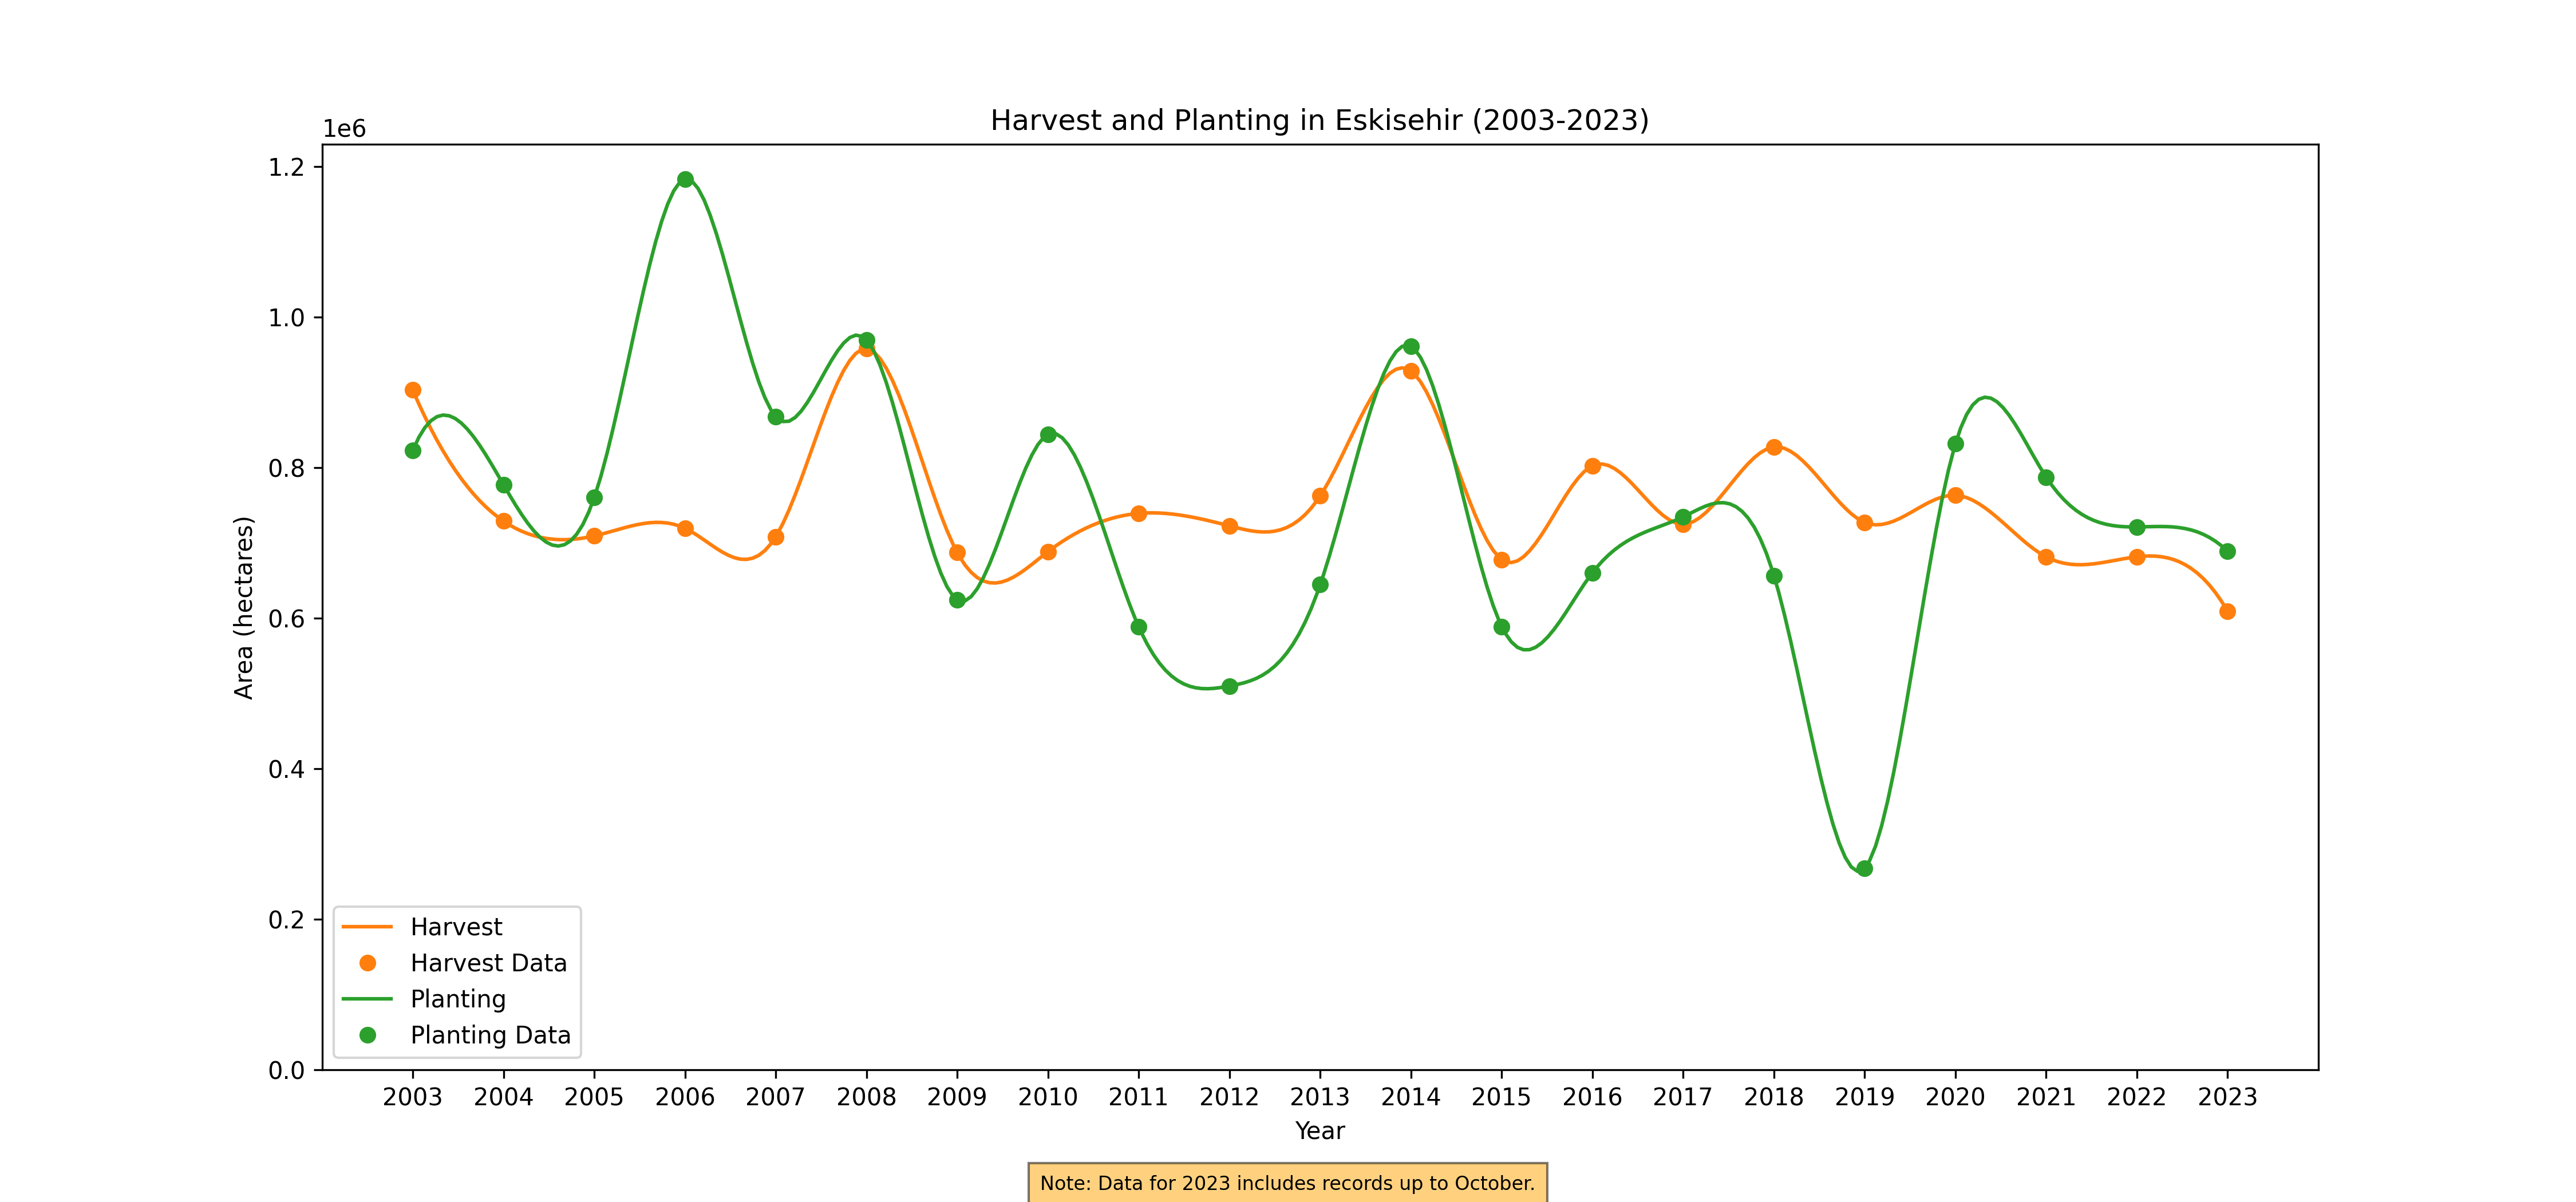 Harvest and Planting in Eskisehir (2003-2023)
1e6
1.2
1.0
0.8
0.6
0.4
0.2
0.0
Area (hectares)
Harvest
Harvest Data
Planting
Planting Data
2003 2004 2005 2006 2007 2008 2009 2010 2011 2012 2013 2014 2015 2016 2017 2018 2019 2020 2021 2022 2023
Year
Note: Data for 2023 includes records up to October.